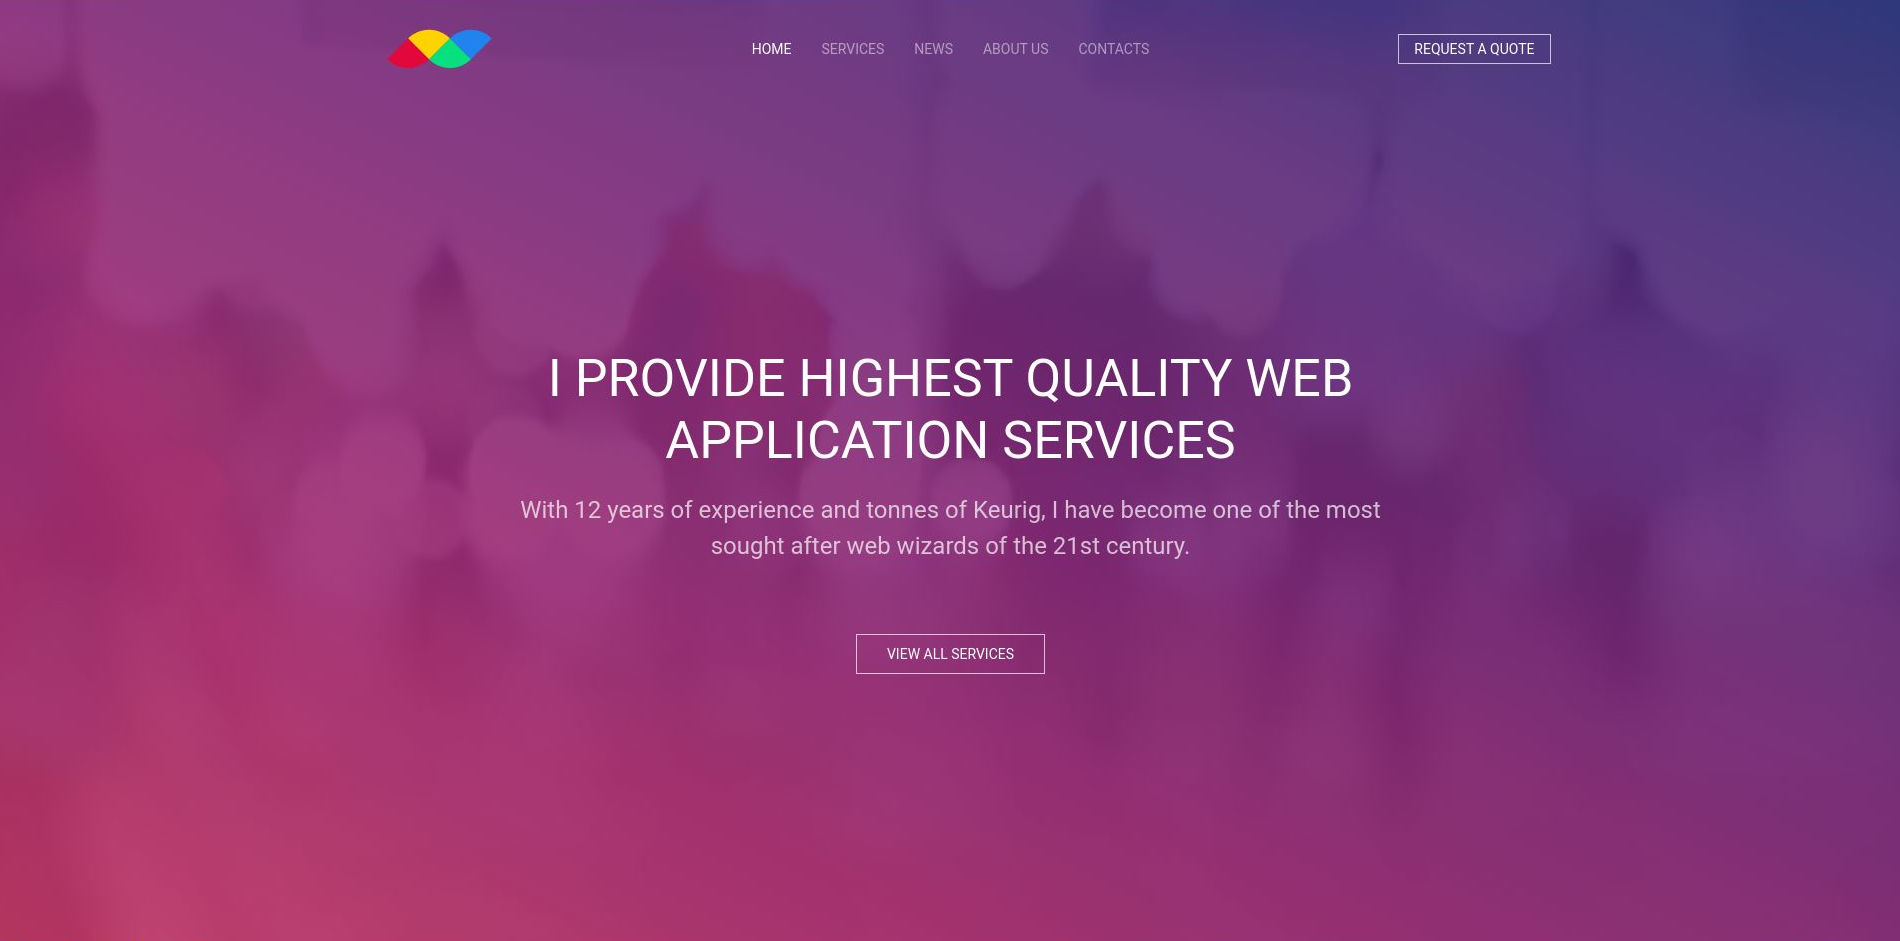 HOME SERVICES NEWS ABOUT US CONTACTS REQUEST A QUOTE
I PROVIDE HIGHEST QUALITY WEB
APPLICATION SERVICES
With 12 years of experience and tonnes of Keurig, I have become one of the most
sought after web wizards of the 21st century.
VIEW ALL SERVICES